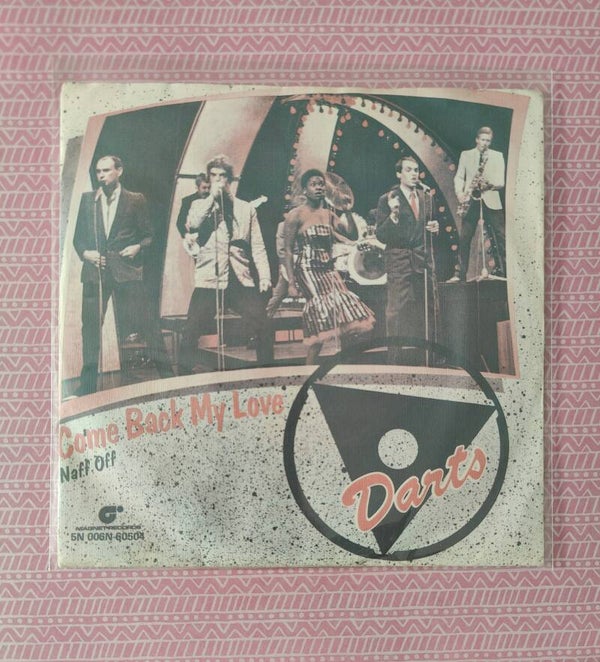 Come Back My Love
Naff Off
Darts
MAGNET RECORDS
5N 006N-60504